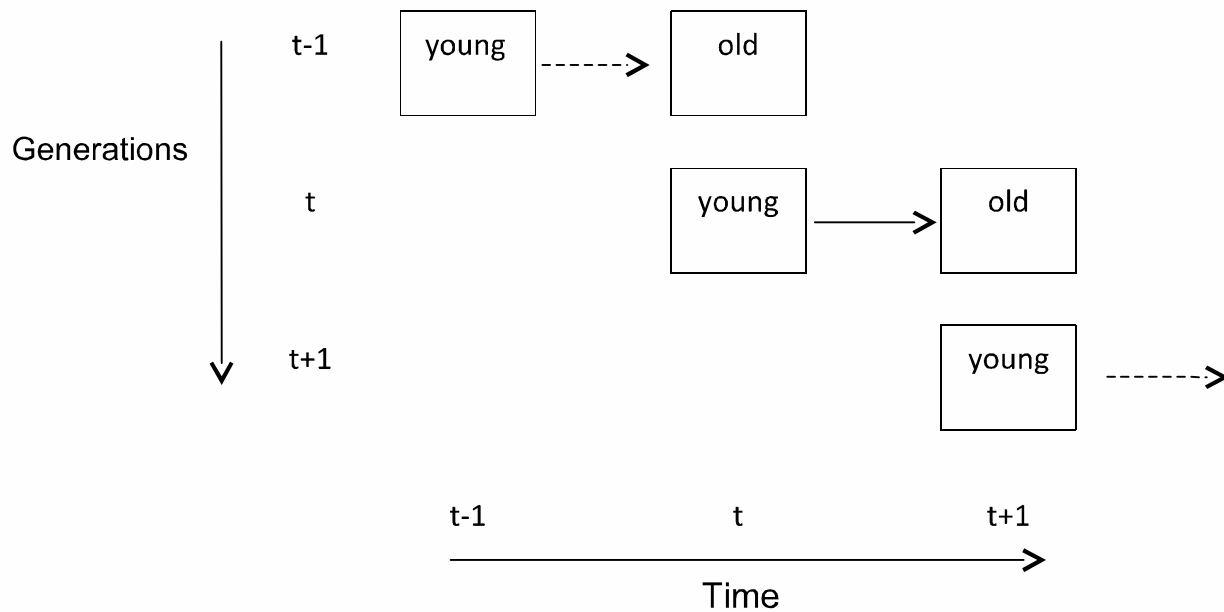 t-1 young old
Generations
t young old
t+1 young
t-1 t t+1
Time